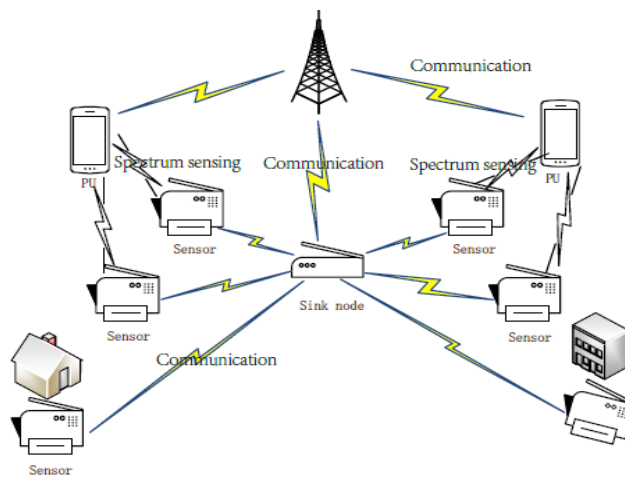 Communication
PU
Spectrum sensing
Communication
Spectrum sensing
PU
Sensor
Sensor
Sink node
Sensor
Sensor
Communication
Sensor